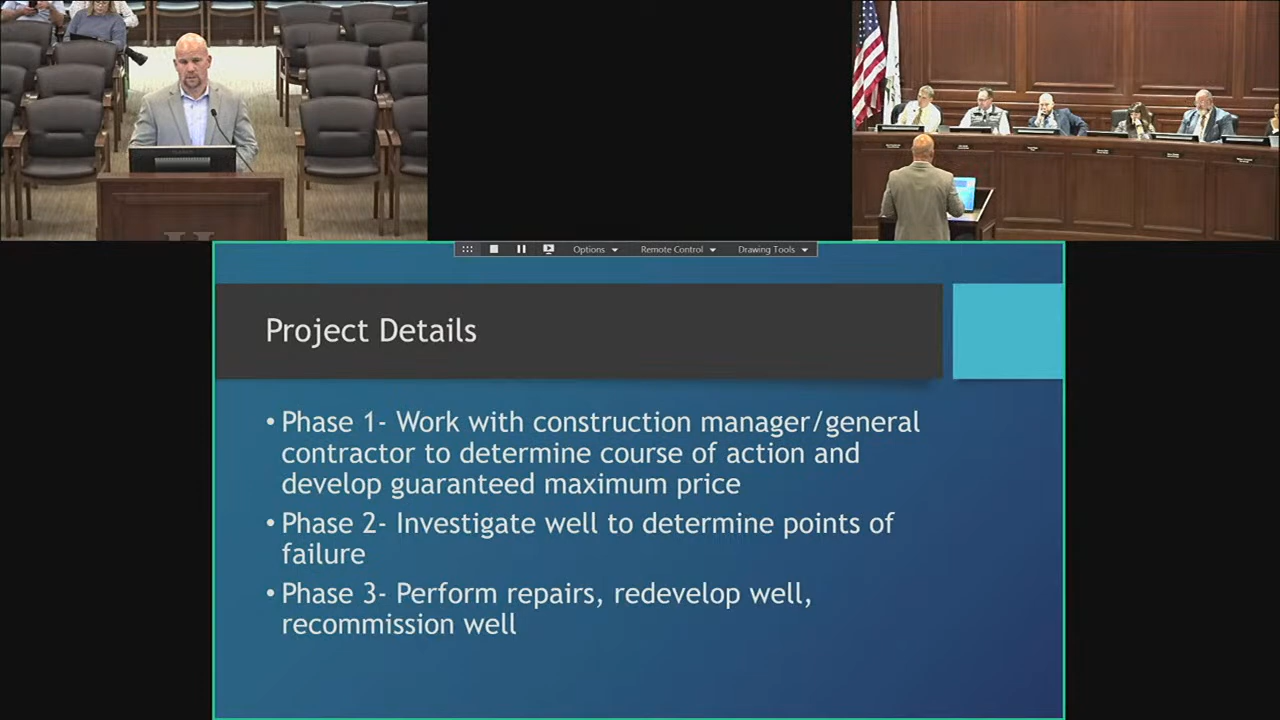 Options
Remote Control
Drawing Tools
Project Details
• Phase 1- Work with construction manager/general
contractor to determine course of action and
develop guaranteed maximum price
• Phase 2- Investigate well to determine points of
failure
• Phase 3- Perform repairs, redevelop well,
recommission well